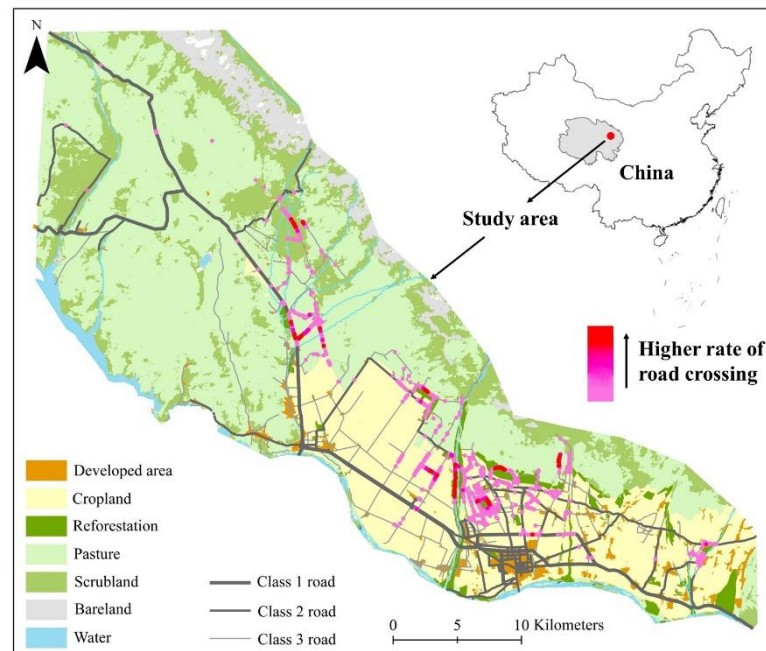 N
China
Study area
Higher rate of
road crossing
Developed area
Cropland
Reforestation
Pasture
Scrubland
Bareland
Water
Class 1 road
Class 2 road
Class 3 road
0 5 10 Kilometers